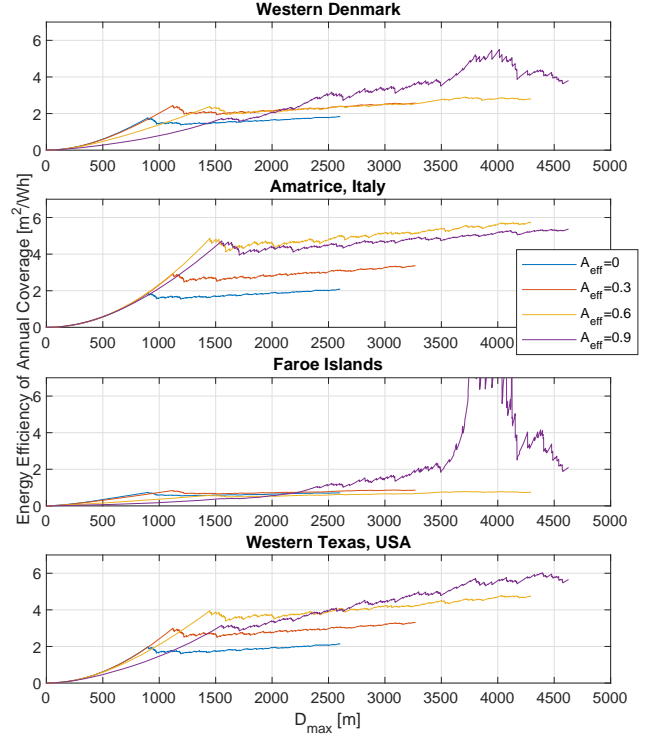 Western Denmark
6
4
2
0
0 500 1000 1500 2000 2500 3000 3500 4000 4500 5000
Amatrice, Italy
6
4
2
0
0 500 1000 1500 2000 2500 3000 3500 4000 4500 5000
A_eff=0
A_eff=0.3
A_eff=0.6
A_eff=0.9
Energy Efficiency of Annual Coverage [m²/Wh]
Faroe Islands
6
4
2
0
0 500 1000 1500 2000 2500 3000 3500 4000 4500 5000
Western Texas, USA
6
4
2
0
0 500 1000 1500 2000 2500 3000 3500 4000 4500 5000
D_max [m]